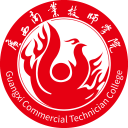 广西商业技师学院
Guangxi Commercial Technician College